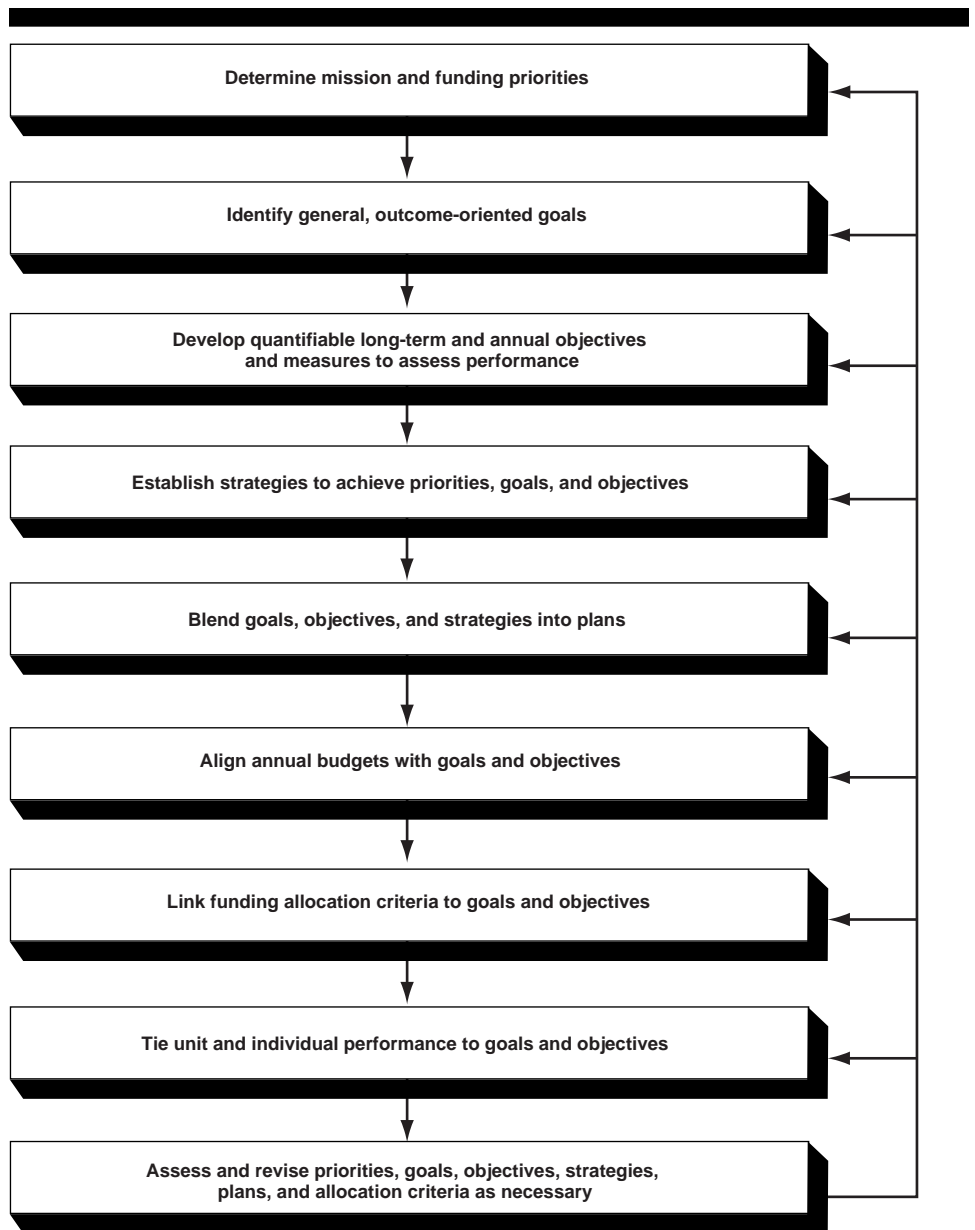 Determine mission and funding priorities
Identify general, outcome-oriented goals
Develop quantifiable long-term and annual objectives
and measures to assess performance
Establish strategies to achieve priorities, goals, and objectives
Blend goals, objectives, and strategies into plans
Align annual budgets with goals and objectives
Link funding allocation criteria to goals and objectives
Tie unit and individual performance to goals and objectives
Assess and revise priorities, goals, objectives, strategies,
plans, and allocation criteria as necessary